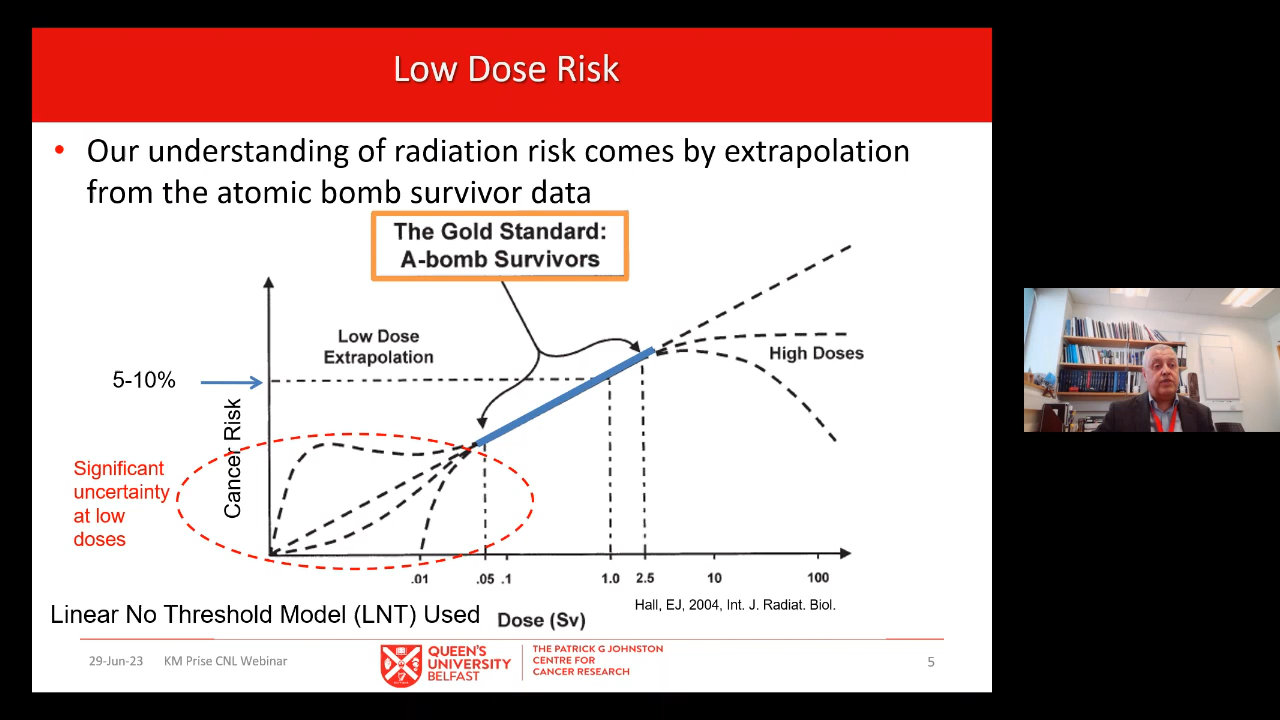 Low Dose Risk
• Our understanding of radiation risk comes by extrapolation
from the atomic bomb survivor data
The Gold Standard:
A-bomb Survivors
Low Dose
Extrapolation
High Doses
5-10%
Cancer Risk
Significant
uncertainty
at low
doses
.01 .05 .1 1.0 2.5 10 100
Hall, EJ, 2004, Int. J. Radiat. Biol.
Linear No Threshold Model (LNT) Used
Dose (Sv)
29-Jun-23 KM Prise CNL Webinar
QUEEN'S
UNIVERSITY
BELFAST
THE PATRICK G JOHNSTON
CENTRE FOR
CANCER RESEARCH
5